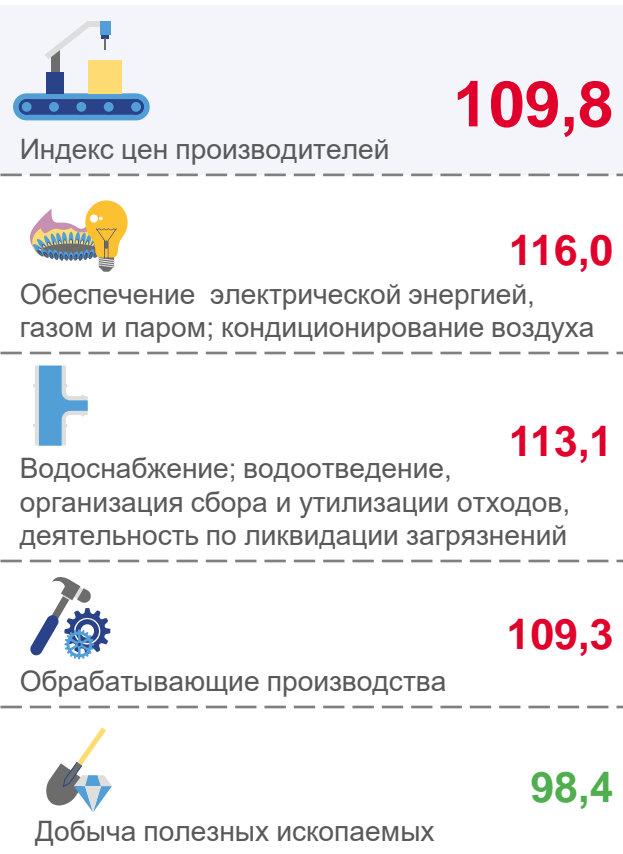 109,8
Индекс цен производителей
116,0
Обеспечение  электрической энергией,
газом и паром; кондиционирование воздуха
113,1
Водоснабжение; водоотведение,
организация сбора и утилизации отходов,
деятельность по ликвидации загрязнений
109,3
Обрабатывающие производства
98,4
Добыча полезных ископаемых